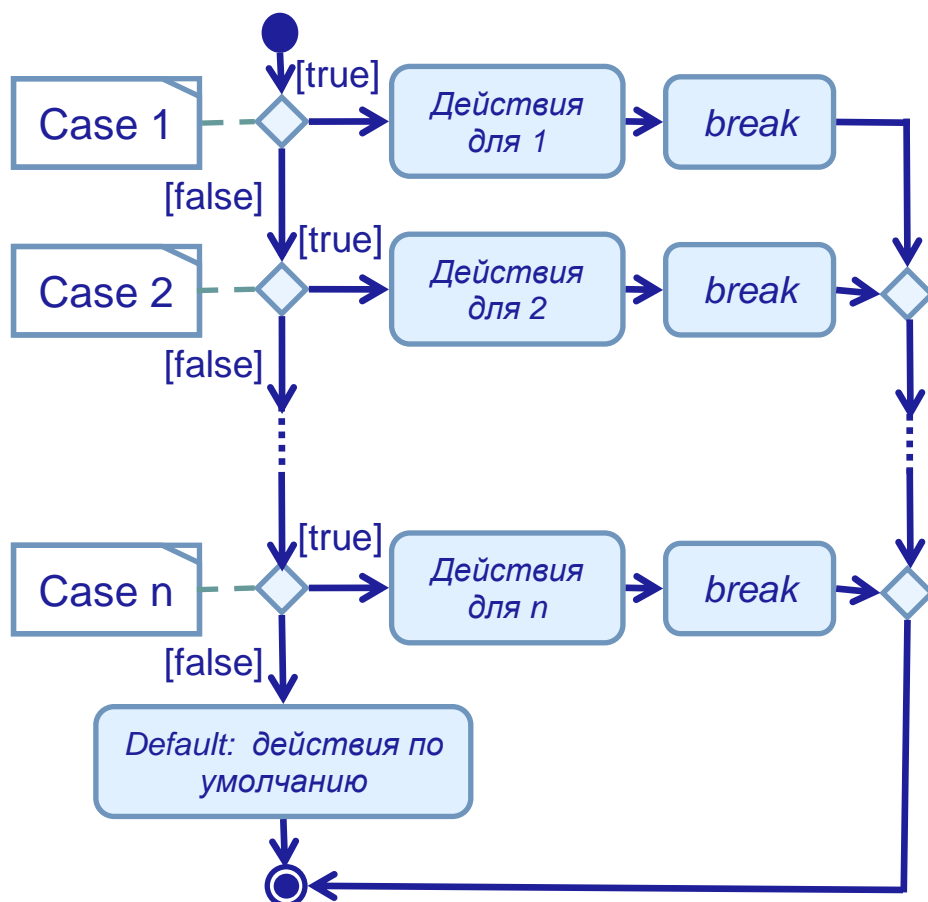 [true]
Case 1
Действия
для 1
break
[false]
[true]
Case 2
Действия
для 2
break
[false]
[true]
Case n
Действия
для n
break
[false]
Default: действия по
умолчанию